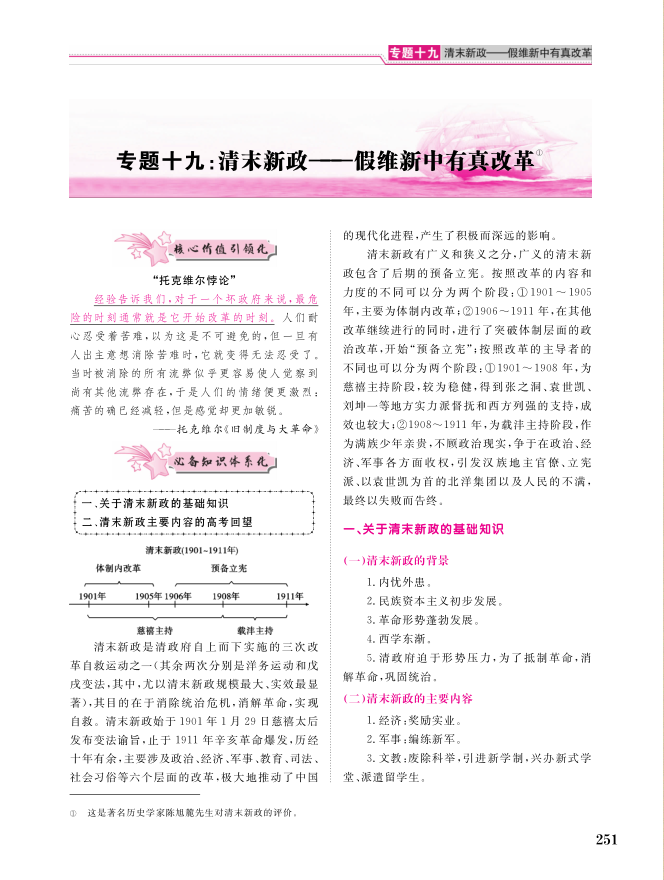 专题十九 清末新政——假维新中有真改革
专题十九:清末新政——假维新中有真改革①
核心价值引领化
“托克维尔悖论”
经验告诉我们,对于一个坏政府来说,最危
险的时刻通常就是它开始改革的时刻。人们耐
心忍受着苦难,以为这是不可避免的,但一旦有
人出主意想消除苦难时,它就变得无法忍受了。
当时被消除的所有流弊似乎更容易使人觉察到
尚有其他流弊存在,于是人们的情绪便更激烈:
痛苦的确已经减轻,但是感觉却更加敏锐。
——托克维尔《旧制度与大革命》
必备知识体系化
一、关于清末新政的基础知识
二、清末新政主要内容的高考回望
清末新政(1901~1911年)
体制内改革 预备立宪
1901年 1905年 1906年 1908年 1911年
慈禧主持 载沣主持
清末新政是清政府自上而下实施的三次改
革自救运动之一(其余两次分别是洋务运动和戊
戌变法,其中,尤以清末新政规模最大、实效最显
著),其目的在于消除统治危机,消解革命,实现
自救。清末新政始于 1901 年 1 月 29 日慈禧太后
发布变法谕旨,止于 1911 年辛亥革命爆发,历经
十年有余,主要涉及政治、经济、军事、教育、司法、
社会习俗等六个层面的改革,极大地推动了中国
的现代化进程,产生了积极而深远的影响。
清末新政有广义和狭义之分,广义的清末新
政包含了后期的预备立宪。按照改革的内容和
力度的不同可以分为两个阶段:①1901～1905
年,主要为体制内改革;②1906～1911 年,在其他
改革继续进行的同时,进行了突破体制层面的政
治改革,开始“预备立宪”;按照改革的主导者的
不同也可以分为两个阶段:①1901～1908 年,为
慈禧主持阶段,较为稳健,得到张之洞、袁世凯、
刘坤一等地方实力派督抚和西方列强的支持,成
效也较大;②1908～1911 年,为载沣主持阶段,作
为满族少年亲贵,不顾政治现实,争于在政治、经
济、军事各方面收权,引发汉族地主官僚、立宪
派、以袁世凯为首的北洋集团以及人民的不满,
最终以失败而告终。
一、关于清末新政的基础知识
(一)清末新政的背景
1. 内忧外患。
2. 民族资本主义初步发展。
3. 革命形势蓬勃发展。
4. 西学东渐。
5. 清政府迫于形势压力,为了抵制革命,消
解革命,巩固统治。
(二)清末新政的主要内容
1. 经济:奖励实业。
2. 军事:编练新军。
3. 文教:废除科举,引进新学制,兴办新式学
堂、派遣留学生。
① 这是著名历史学家陈旭麓先生对清末新政的评价。
251